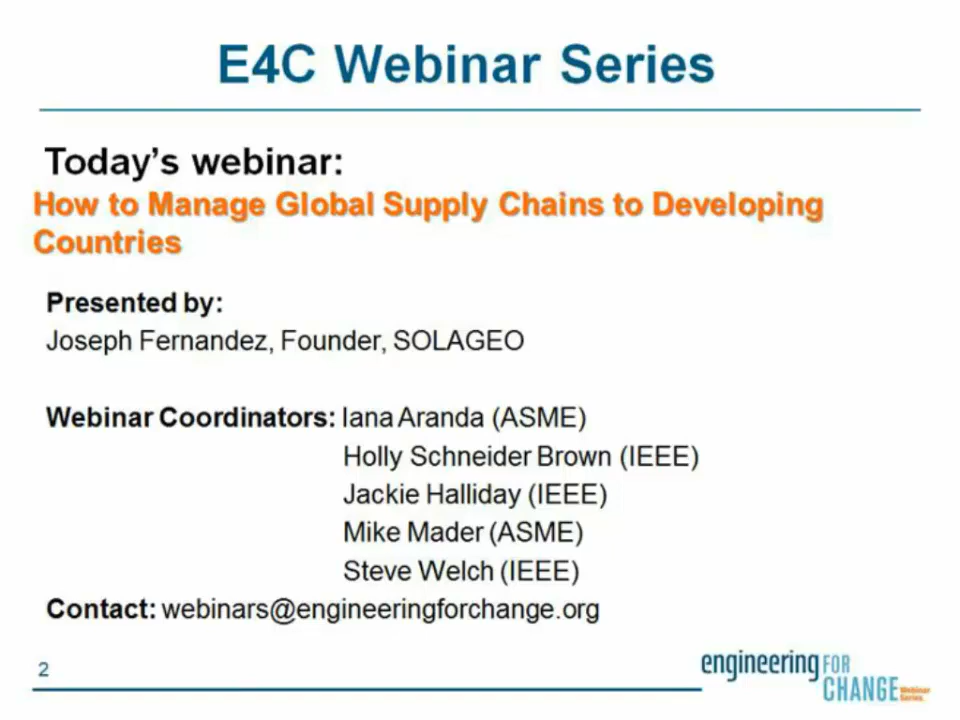 E4C Webinar Series
Today's webinar:
How to Manage Global Supply Chains to Developing
Countries
Presented by:
Joseph Fernandez, Founder, SOLAGEO
Webinar Coordinators: Iana Aranda (ASME)
Holly Schneider Brown (IEEE)
Jackie Halliday (IEEE)
Mike Mader (ASME)
Steve Welch (IEEE)
Contact: webinars@engineeringforchange.org
2
engineering FOR
CHANGE Webinar
Series